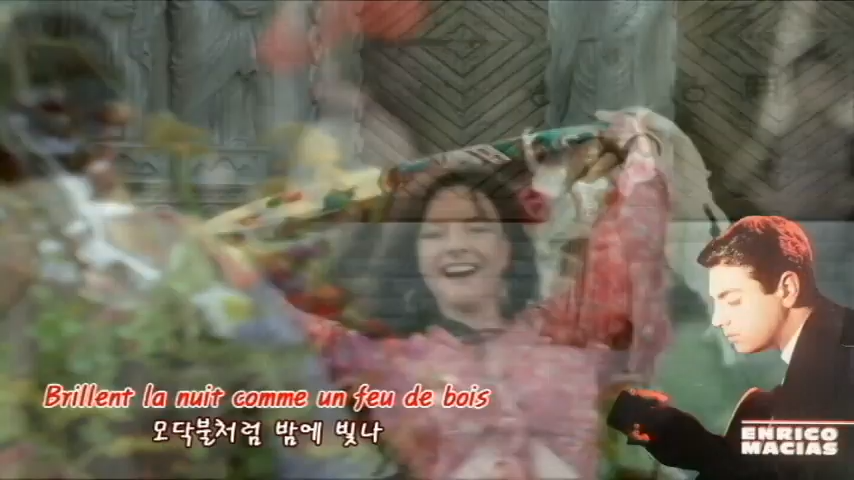 Brillent la nuit comme un feu de bois
모닥불처럼 밤에 빛나
ENRICO
MACIAS